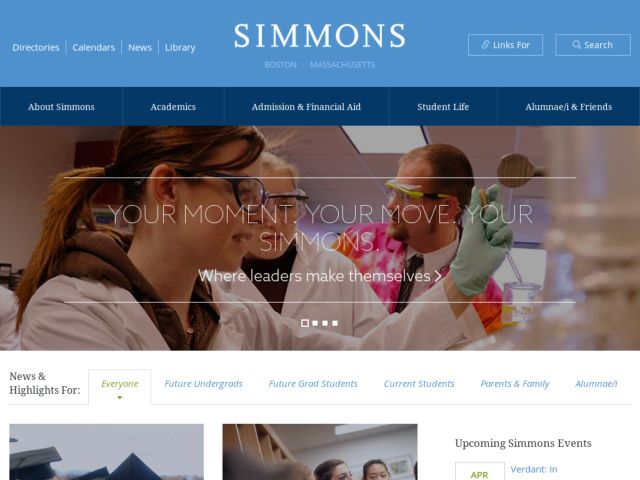 SIMMONS
Directories
Calendars
News
Library
Links For
Search
BOSTON · MASSACHUSETTS
About Simmons
Academics
Admission & Financial Aid
Student Life
Alumnae/i & Friends
YOUR MOMENT. YOUR MOVE. YOUR
SIMMONS.
Where leaders make themselves
News &
Highlights For:
Everyone
Future Undergrads
Future Grad Students
Current Students
Parents & Family
Alumnae/I
Upcoming Simmons Events
APR
Verdant: In